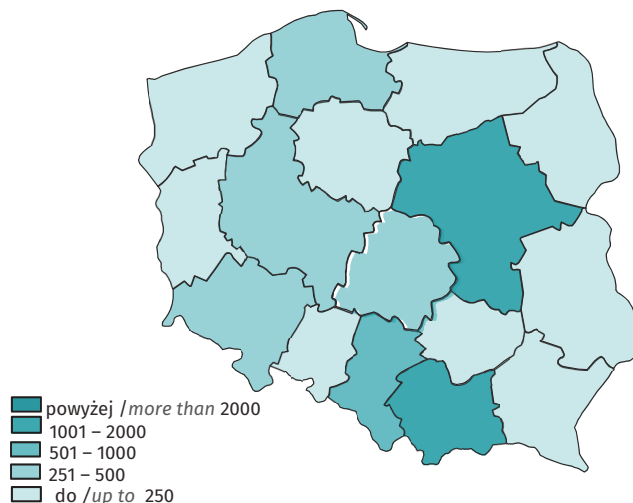 powyżej /more than 2000
1001 – 2000
501 – 1000
251 – 500
do /up to 250